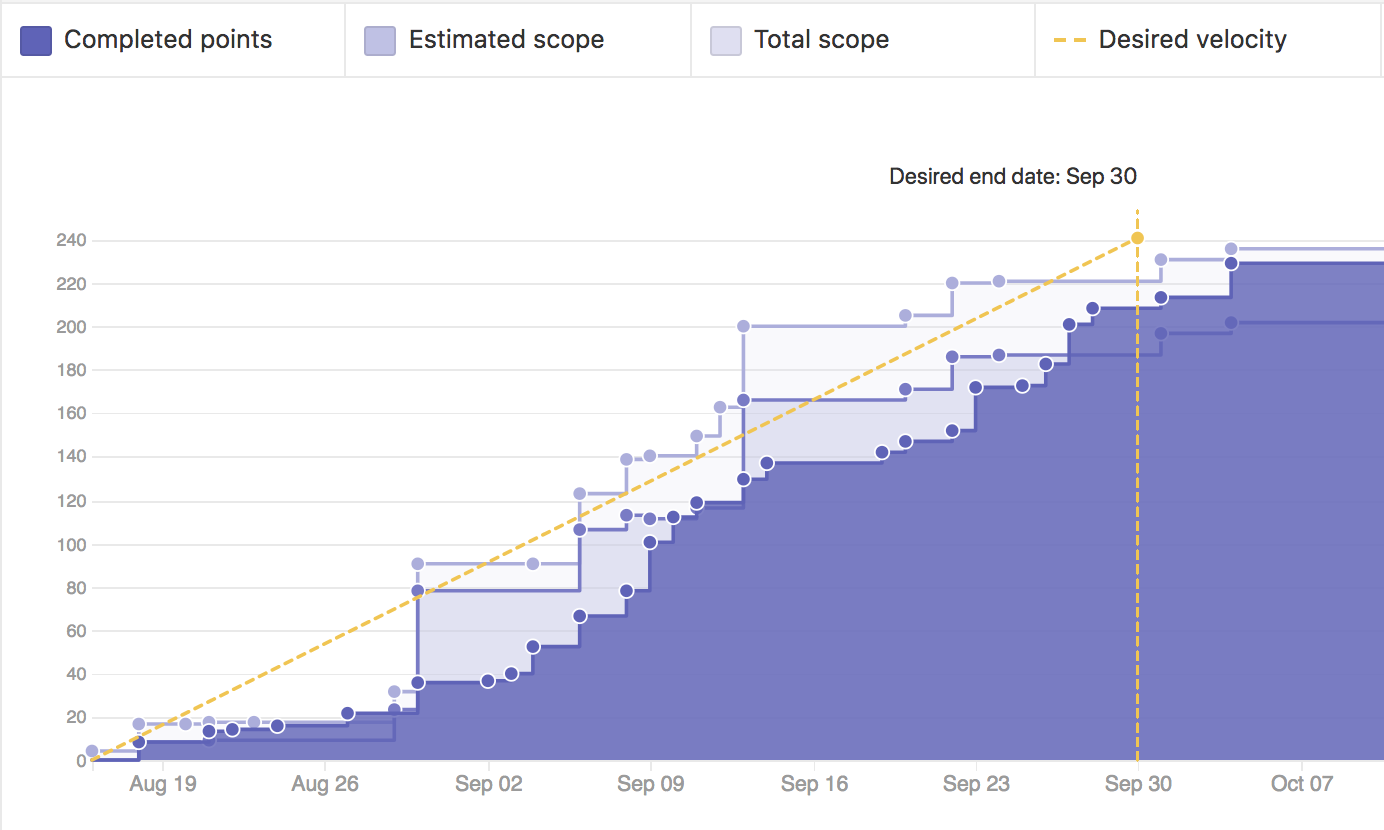 Completed points
Estimated scope
Total scope
Desired velocity
Desired end date: Sep 30
240
220
200
180
160
140
120
100
80
60
40
20
0
Aug 19 Aug 26 Sep 02 Sep 09 Sep 16 Sep 23 Sep 30 Oct 07